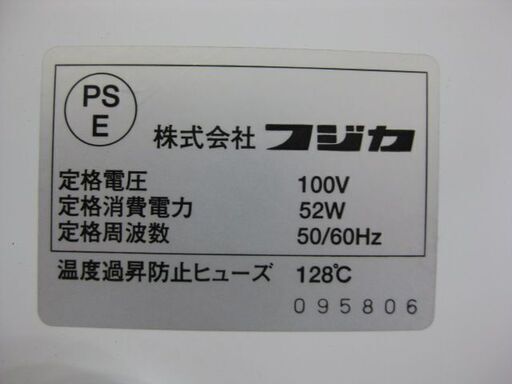 PS
E
株式会社 フジカ
定格電圧 100V
定格消費電力 52W
定格周波数 50/60Hz
温度過昇防止ヒューズ 128℃
095806